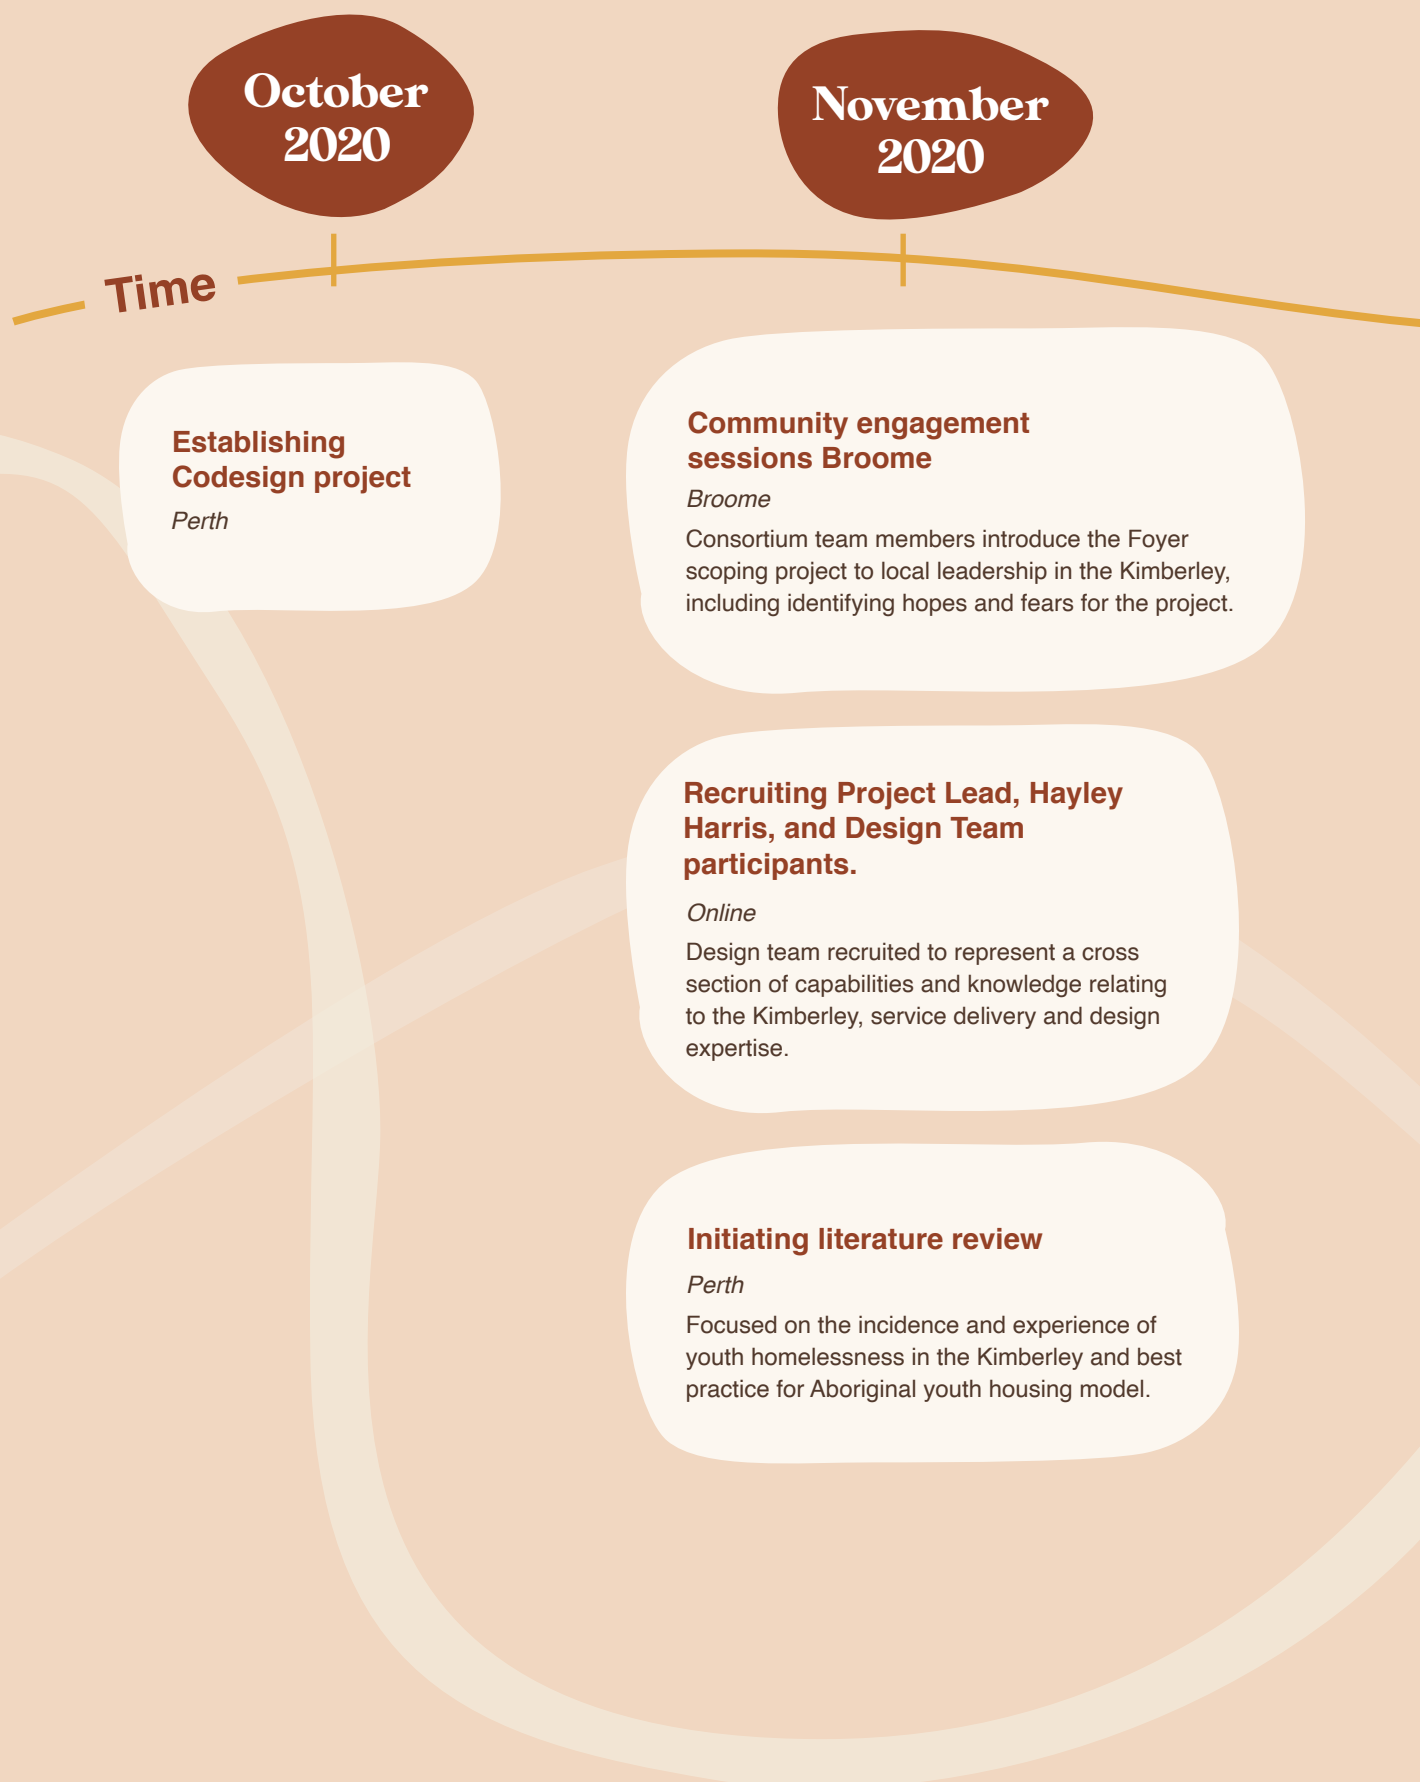 October
2020
November
2020
Time
Establishing
Codesign project
Perth
Community engagement
sessions Broome
Broome
Consortium team members introduce the Foyer
scoping project to local leadership in the Kimberley,
including identifying hopes and fears for the project.
Recruiting Project Lead, Hayley
Harris, and Design Team
participants.
Online
Design team recruited to represent a cross
section of capabilities and knowledge relating
to the Kimberley, service delivery and design
expertise.
Initiating literature review
Perth
Focused on the incidence and experience of
youth homelessness in the Kimberley and best
practice for Aboriginal youth housing model.